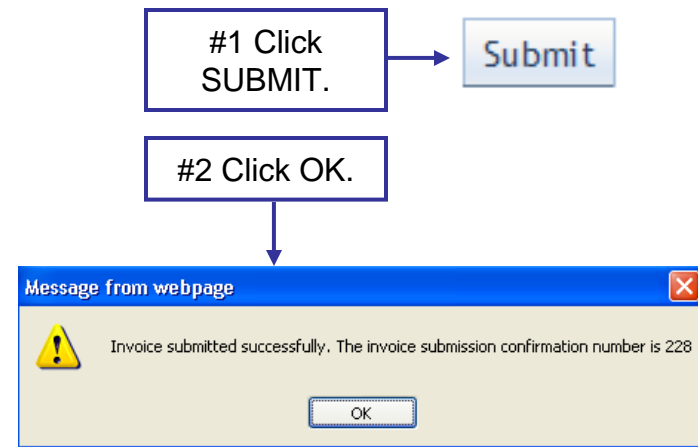 #1 Click
SUBMIT.
Submit
#2 Click OK.
Message from webpage
Invoice submitted successfully. The invoice submission confirmation number is 228
OK